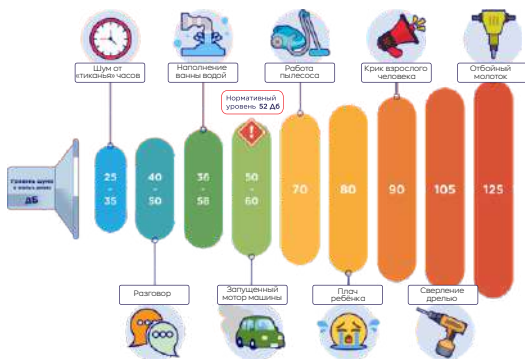 Шум от
«тиканья» часов
Наполнение
ванны водой
Работа
пылесоса
Крик взрослого
человека
Отбойный
молоток
Нормативный
уровень 52 Дб
Уровень шума
в жилых домах
ДБ
25
-
35
40
-
50
36
-
58
50
-
60
70
80
90
105
125
Разговор
Запущенный
мотор машины
Плач
ребёнка
Сверление
дрелью